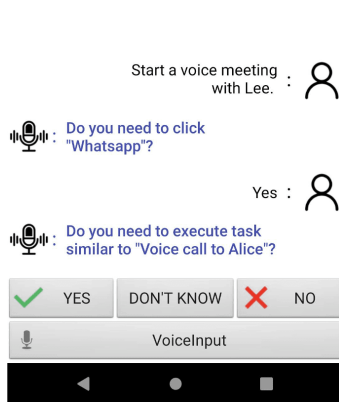 Start a voice meeting :
with Lee.
: Do you need to click
"Whatsapp"?
Yes :
: Do you need to execute task
similar to "Voice call to Alice"?
YES DON'T KNOW NO
VoiceInput